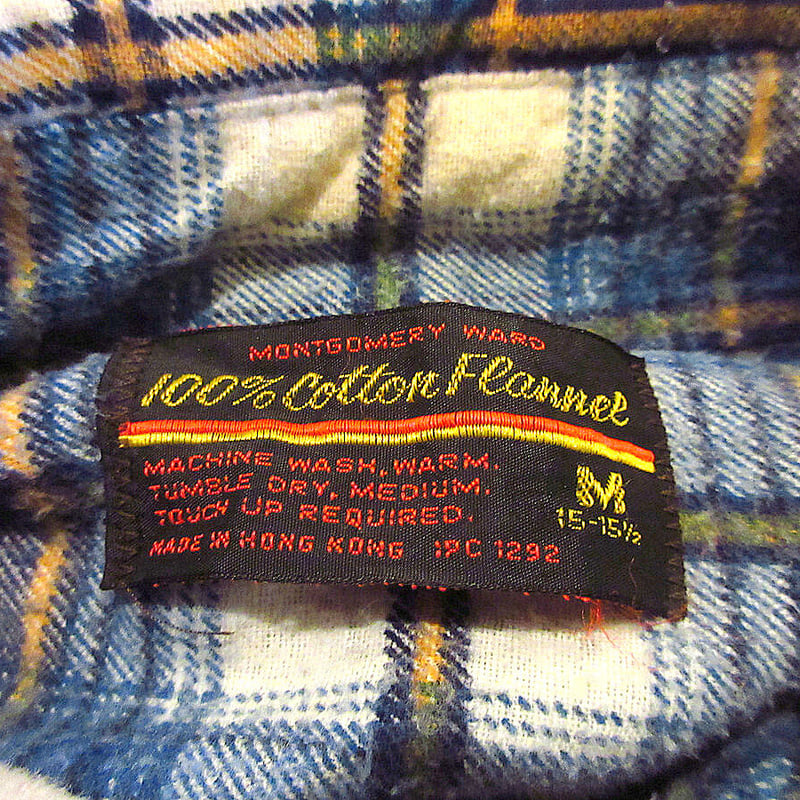 MONTGOMERY WARD
100% Cotton Flannel
MACHINE WASH, WARM.
TUMBLE DRY, MEDIUM.
TOUCH UP REQUIRED.
MADE IN HONG KONG 1PC 1292
M
15-15½